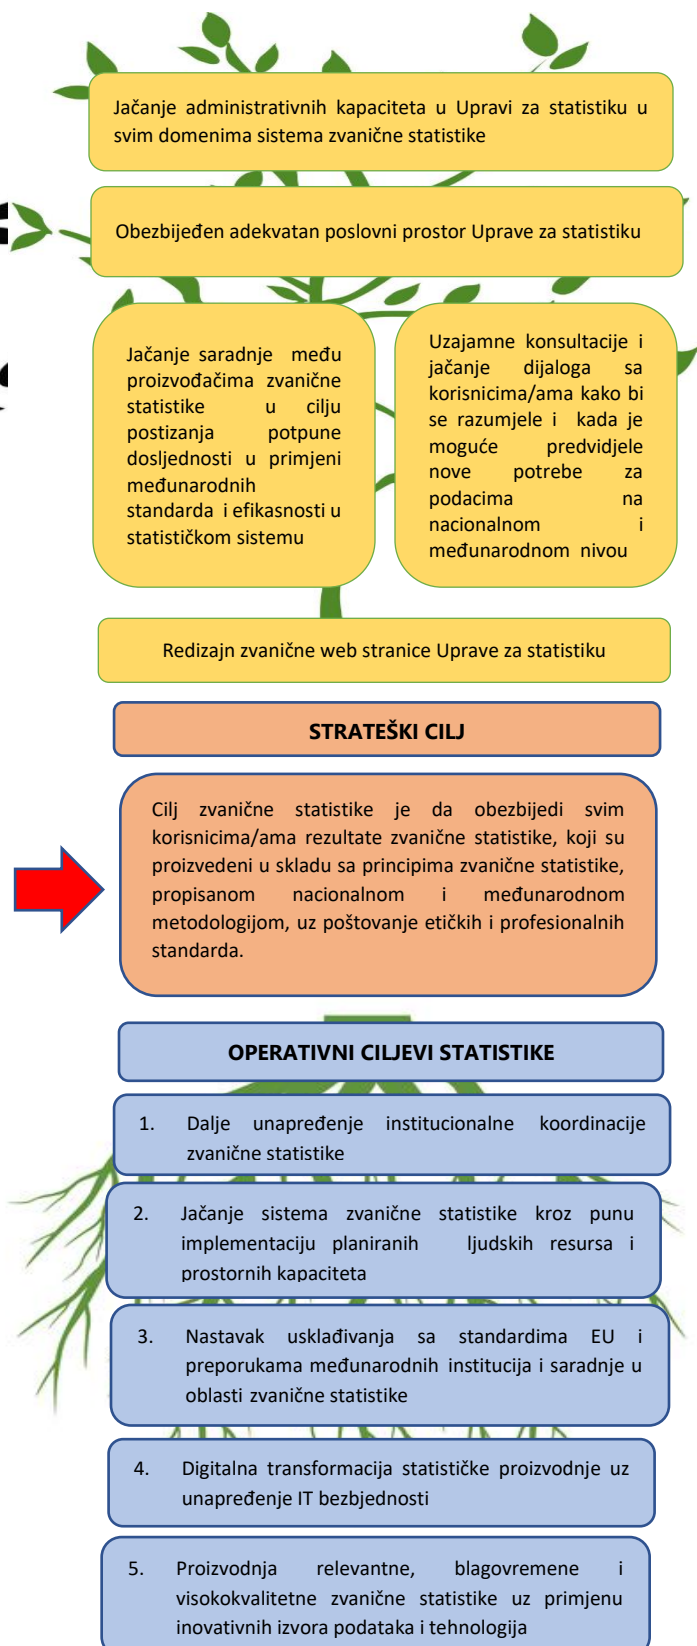 Jačanje administrativnih kapaciteta u Upravi za statistiku u
svim domenima sistema zvanične statistike
Obezbijeđen adekvatan poslovni prostor Uprave za statistiku
Jačanje saradnje među
proizvođačima zvanične
statistike u cilju
postizanja potpune
dosljednosti u primjeni
međunarodnih
standarda i efikasnosti u
statističkom sistemu
Uzajamne konsultacije i
jačanje dijaloga sa
korisnicima/ama kako bi
se razumjele i kada je
moguće predvidjele
nove potrebe za
podacima na
nacionalnom i
međunarodnom nivou
Redizajn zvanične web stranice Uprave za statistiku
STRATEŠKI CILJ
Cilj zvanične statistike je da obezbijedi svim
korisnicima/ama rezultate zvanične statistike, koji su
proizvedeni u skladu sa principima zvanične statistike,
propisanom nacionalnom i međunarodnom
metodologijom, uz poštovanje etičkih i profesionalnih
standarda.
OPERATIVNI CILJEVI STATISTIKE
1. Dalje unapređenje institucionalne koordinacije
zvanične statistike
2. Jačanje sistema zvanične statistike kroz punu
implementaciju planiranih ljudskih resursa i
prostornih kapaciteta
3. Nastavak usklađivanja sa standardima EU i
preporukama međunarodnih institucija i saradnje u
oblasti zvanične statistike
4. Digitalna transformacija statističke proizvodnje uz
unapređenje IT bezbjednosti
5. Proizvodnja relevantne, blagovremene i
visokokvalitetne zvanične statistike uz primjenu
inovativnih izvora podataka i tehnologija